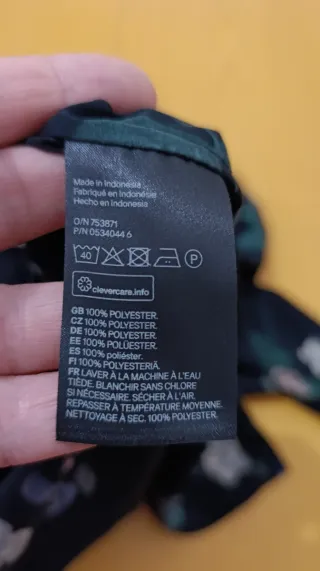 Made in Indonesia
Fabriqué en Indonésie
Hecho en Indonesia
O/N 753871
P/N 0534044 6
40 P
clevercare.info
GB 100% POLYESTER.
CZ 100% POLYESTER.
DE 100% POLYESTER.
EE 100% POLÜESTER.
ES 100% poliéster.
FI 100% POLYESTERIÄ.
FR LAVER À LA MACHINE À L'EAU
TIÈDE. BLANCHIR SANS CHLORE
SI NÉCESSAIRE. SÉCHER À L'AIR.
REPASSER À TEMPÉRATURE MOYENNE.
NETTOYAGE À SEC. 100% POLYESTER.